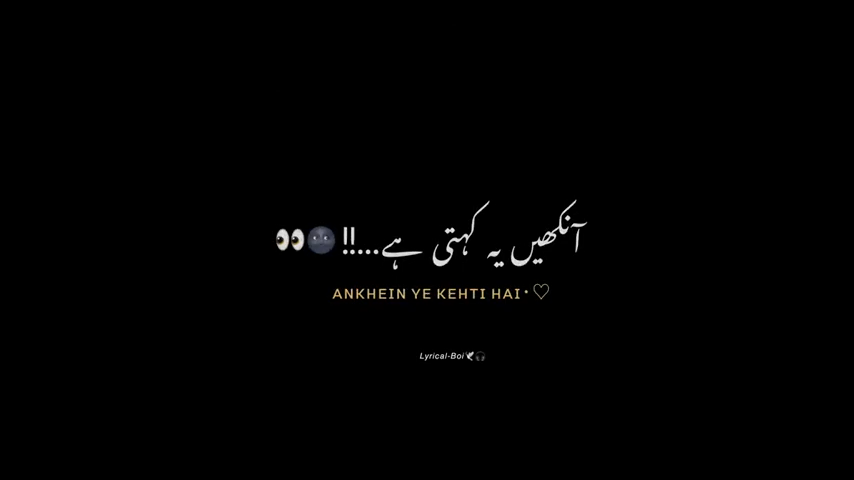 آنکھیں یہ کہتی ہے.....!! 🌚👀
ANKHEIN YE KEHTI HAI • ♡
Lyrical-Boi🕊️🎧